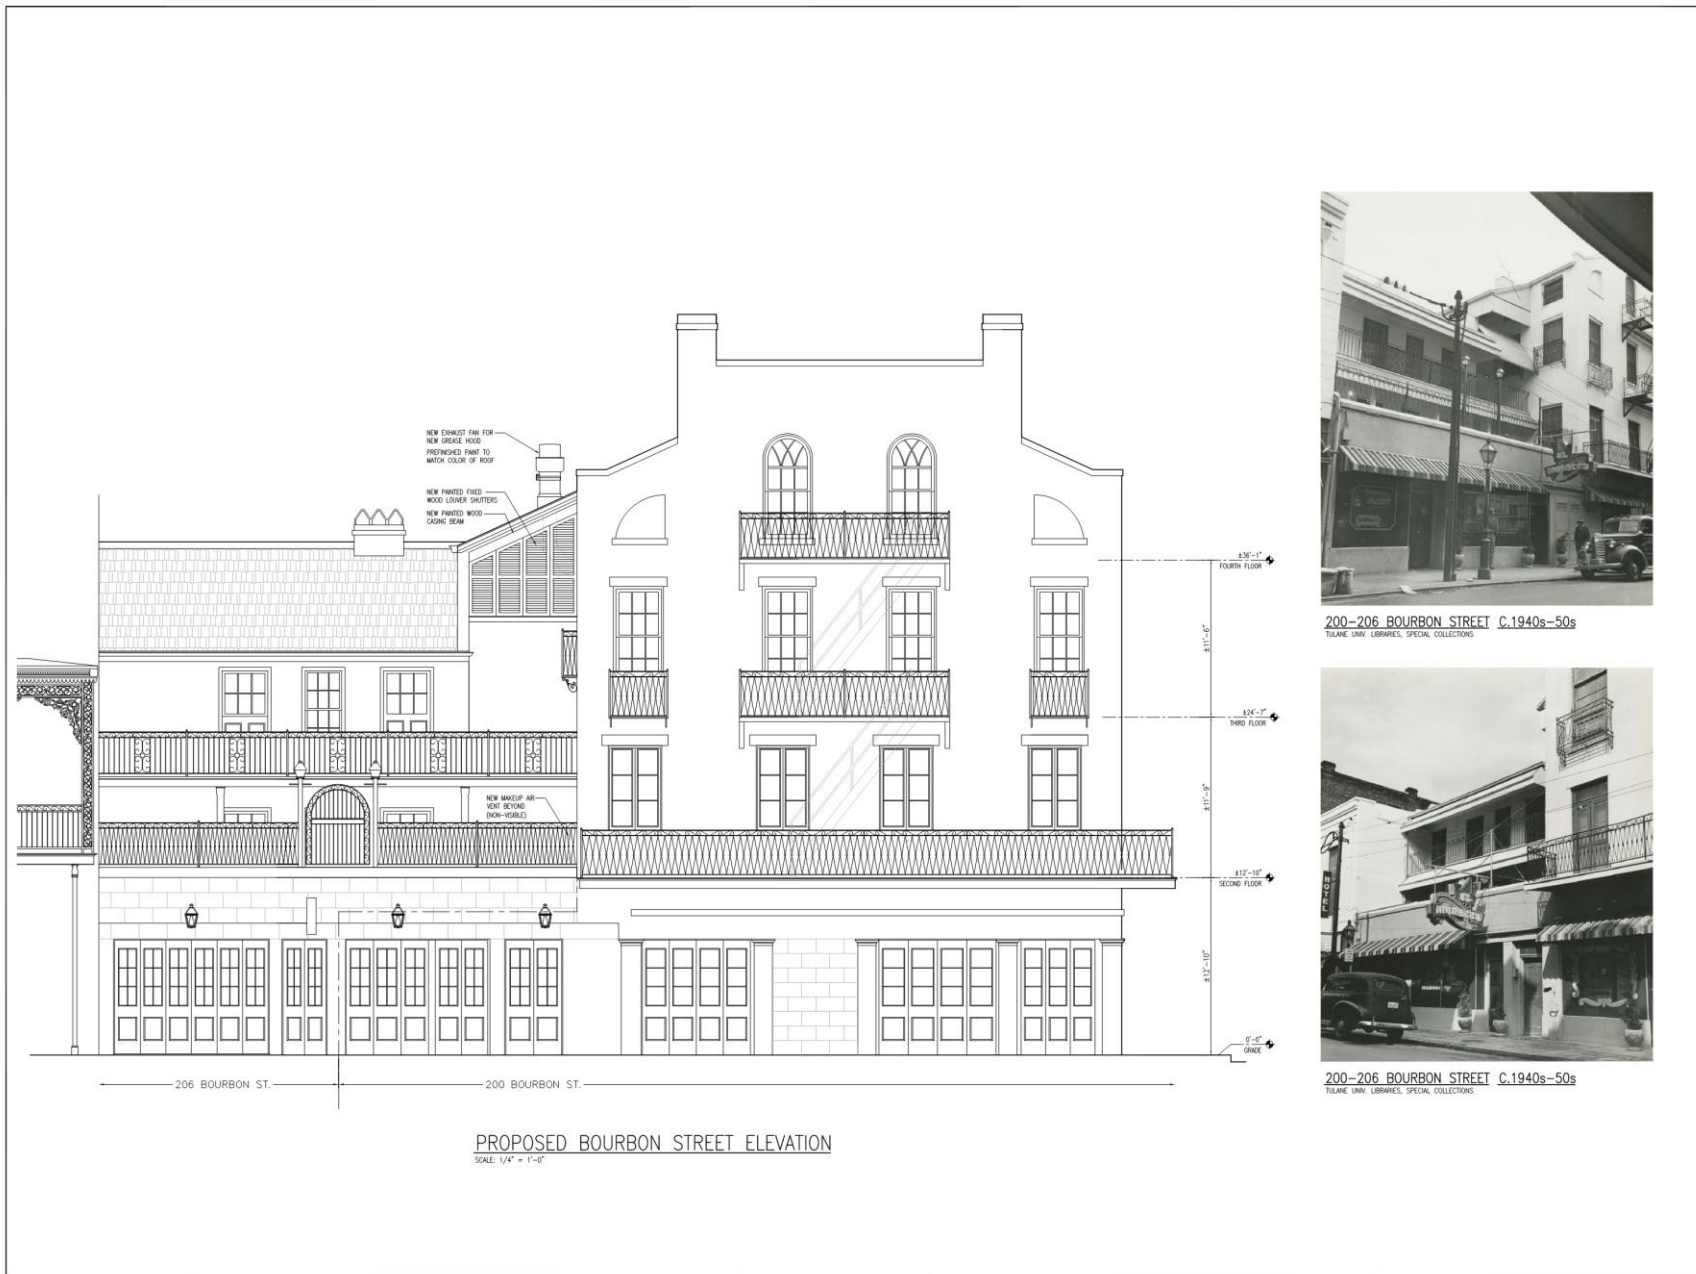 NEW EXHAUST FAN FOR
NEW GREASE HOOD
PREFINISHED PAINT TO
MATCH COLOR OF ROOF
NEW PAINTED FIXED
WOOD LOUVER SHUTTERS
NEW PAINTED WOOD
CASING BEAM
NEW MAKEUP AIR
VENT BEYOND
(NON-VISIBLE)
±36'-1"
FOURTH FLOOR
±11'-6"
±24'-7"
THIRD FLOOR
±11'-9"
±12'-10"
SECOND FLOOR
±12'-10"
0'-0"
GRADE
206 BOURBON ST.
200 BOURBON ST.
PROPOSED BOURBON STREET ELEVATION
SCALE: 1/4" = 1'-0"
200-206 BOURBON STREET C.1940s-50s
TULANE UNIV. LIBRARIES, SPECIAL COLLECTIONS
HOTEL
200-206 BOURBON STREET C.1940s-50s
TULANE UNIV. LIBRARIES, SPECIAL COLLECTIONS